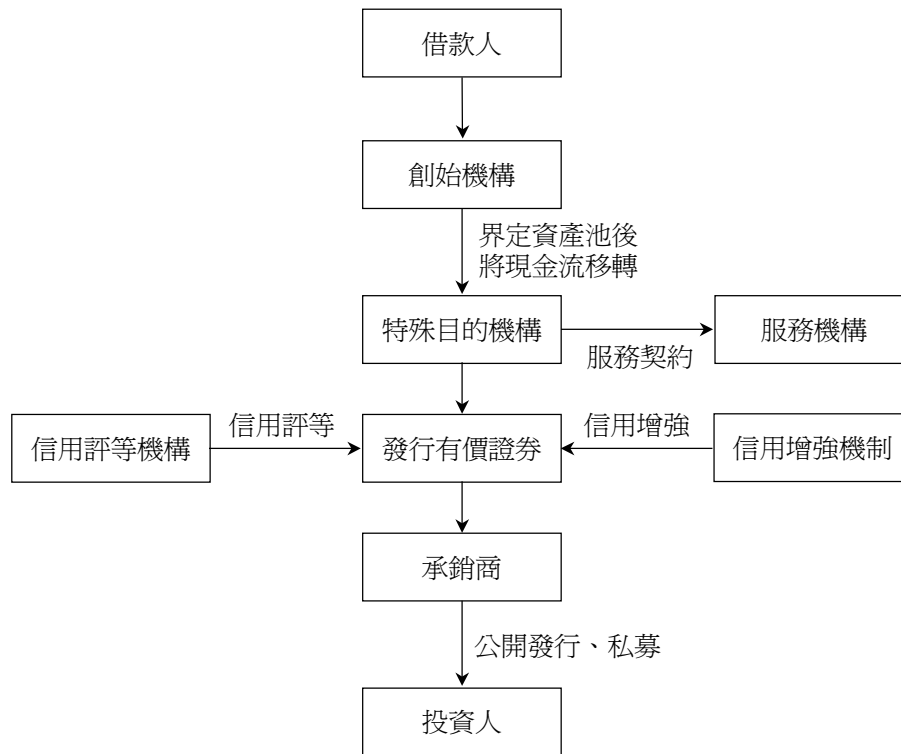 借款人
創始機構
界定資產池後
將現金流移轉
特殊目的機構
服務機構
服務契約
信用評等
信用增強
信用評等機構
發行有價證券
信用增強機制
承銷商
公開發行、私募
投資人